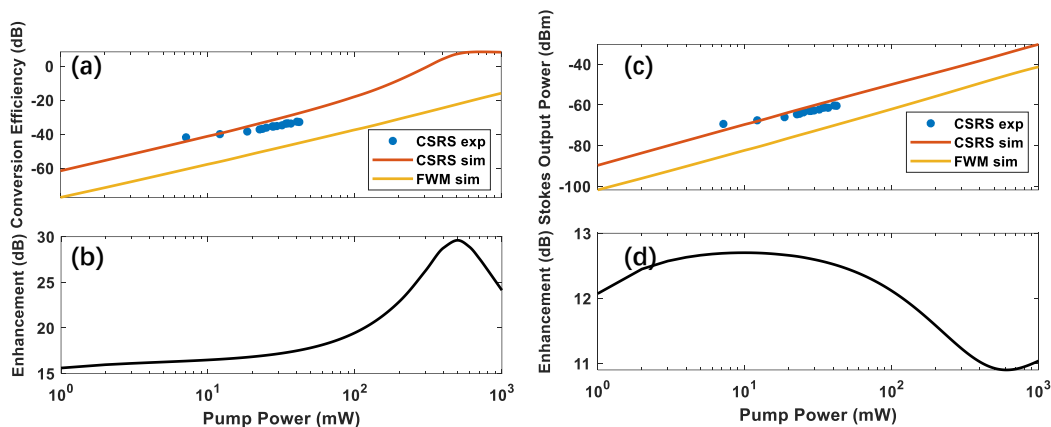 Conversion Efficiency (dB)
0
-20
-40
-60
(a)
CSRS exp
CSRS sim
FWM sim
Enhancement (dB)
30
25
20
15
(b)
10^0
10^1
10^2
10^3
Pump Power (mW)
Stokes Output Power (dBm)
-40
-60
-80
-100
(c)
CSRS exp
CSRS sim
FWM sim
Enhancement (dB)
13
12
11
(d)
10^0
10^1
10^2
10^3
Pump Power (mW)